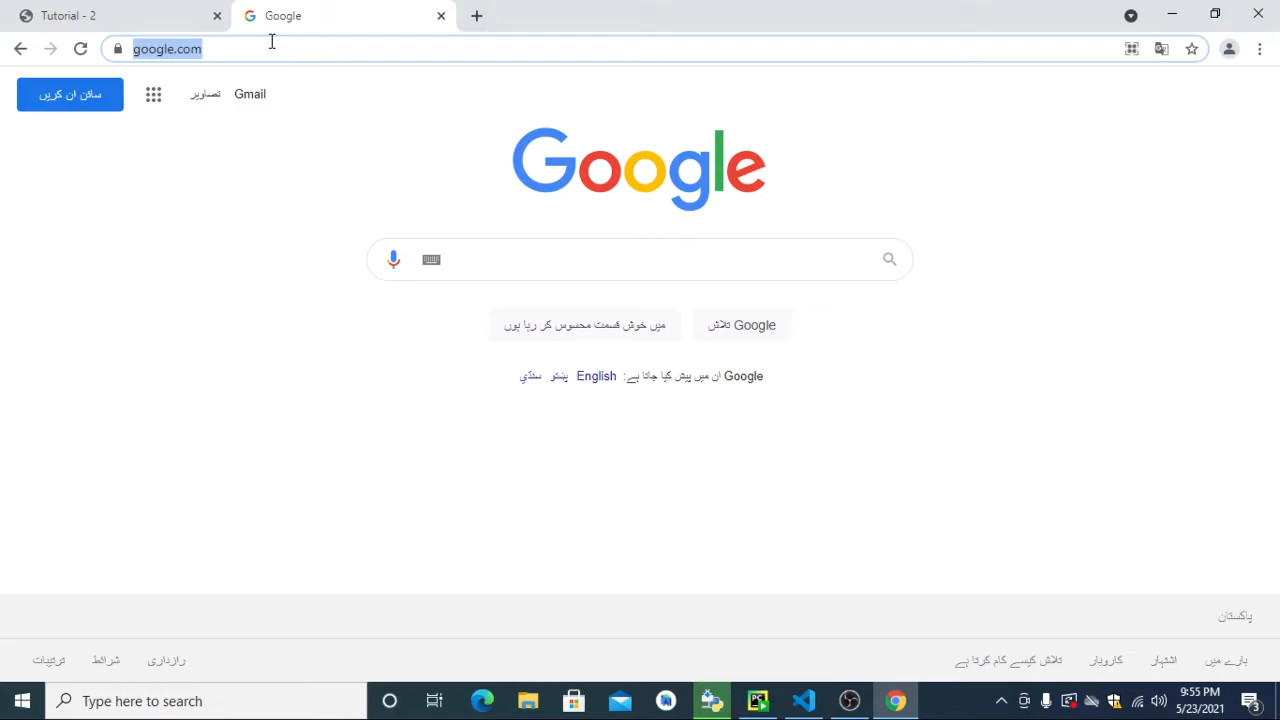 Tutorial - 2
Google
google.com
سائن ان کریں
تصاویر
Gmail
Google
Google تلاش
میں خوش قسمت محسوس کر رہا ہوں
Google ان میں پیش کیا جاتا ہے: English پښتو سنڌي
پاکستان
بارے میں
اشتہار
کاروبار
تلاش کیسے کام کرتا ہے
رازداری
شرائط
ترتیبات
Type here to search
9:55 PM
5/23/2021
3